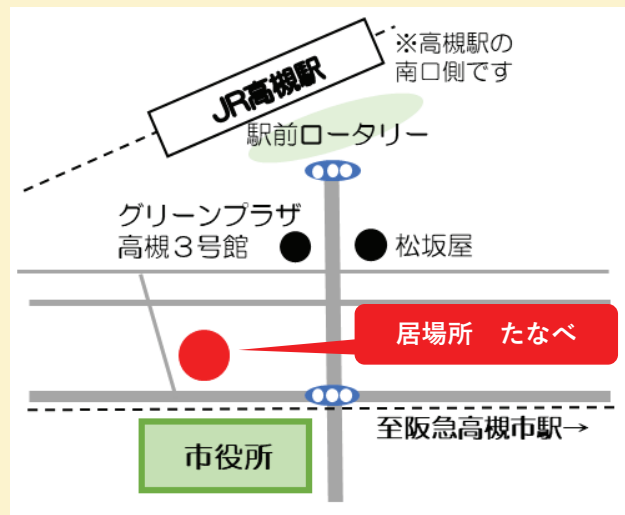 ※高槻駅の
南口側です
JR高槻駅
駅前ロータリー
グリーンプラザ
高槻３号館
松坂屋
居場所　たなべ
至阪急高槻市駅→
市役所